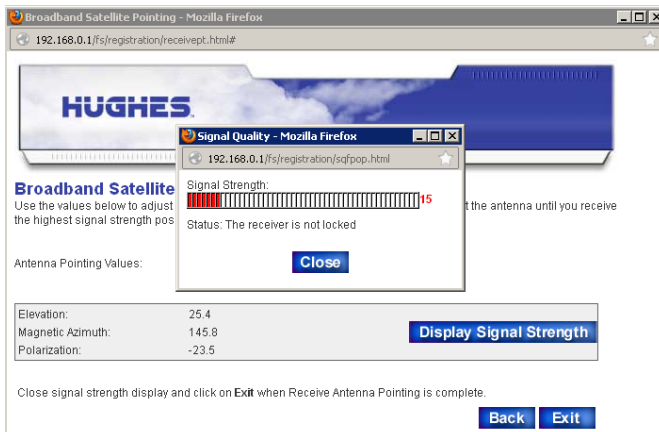 Broadband Satellite Pointing - Mozilla Firefox
192.168.0.1/fs/registration/receivept.html#
HUGHES
Signal Quality - Mozilla Firefox
192.168.0.1/fs/registration/sqfpop.html
Signal Strength:
15
Status: The receiver is not locked
Close
Broadband Satellite
Use the values below to adjust t the antenna until you receive
the highest signal strength pos
Antenna Pointing Values:
Elevation: 25.4
Magnetic Azimuth: 145.8
Polarization: -23.5
Display Signal Strength
Close signal strength display and click on Exit when Receive Antenna Pointing is complete.
Back Exit